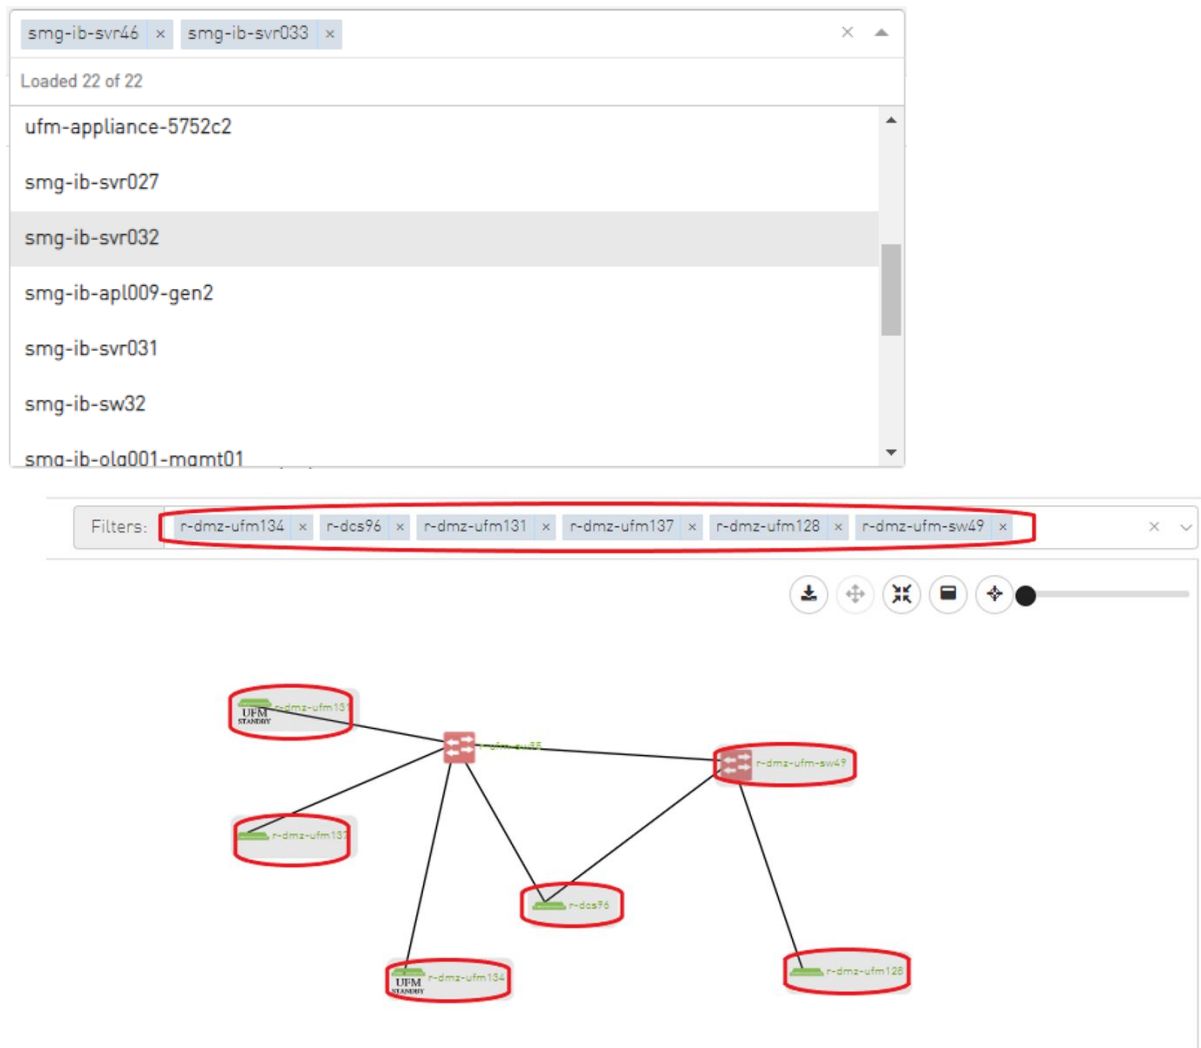 smg-ib-svr46 × smg-ib-svr033 ×
Loaded 22 of 22
ufm-appliance-5752c2
smg-ib-svr027
smg-ib-svr032
smg-ib-apl009-gen2
smg-ib-svr031
smg-ib-sw32
smg-ib-olg001-mgmt01
Filters: r-dmz-ufm134 × r-dcs96 × r-dmz-ufm131 × r-dmz-ufm137 × r-dmz-ufm128 × r-dmz-ufm-sw49 ×
r-dmz-ufm131
UFM
STANDBY
r-ufm-sw95
r-dmz-ufm-sw49
r-dmz-ufm137
r-dcs96
r-dmz-ufm134
UFM
STANDBY
r-dmz-ufm128